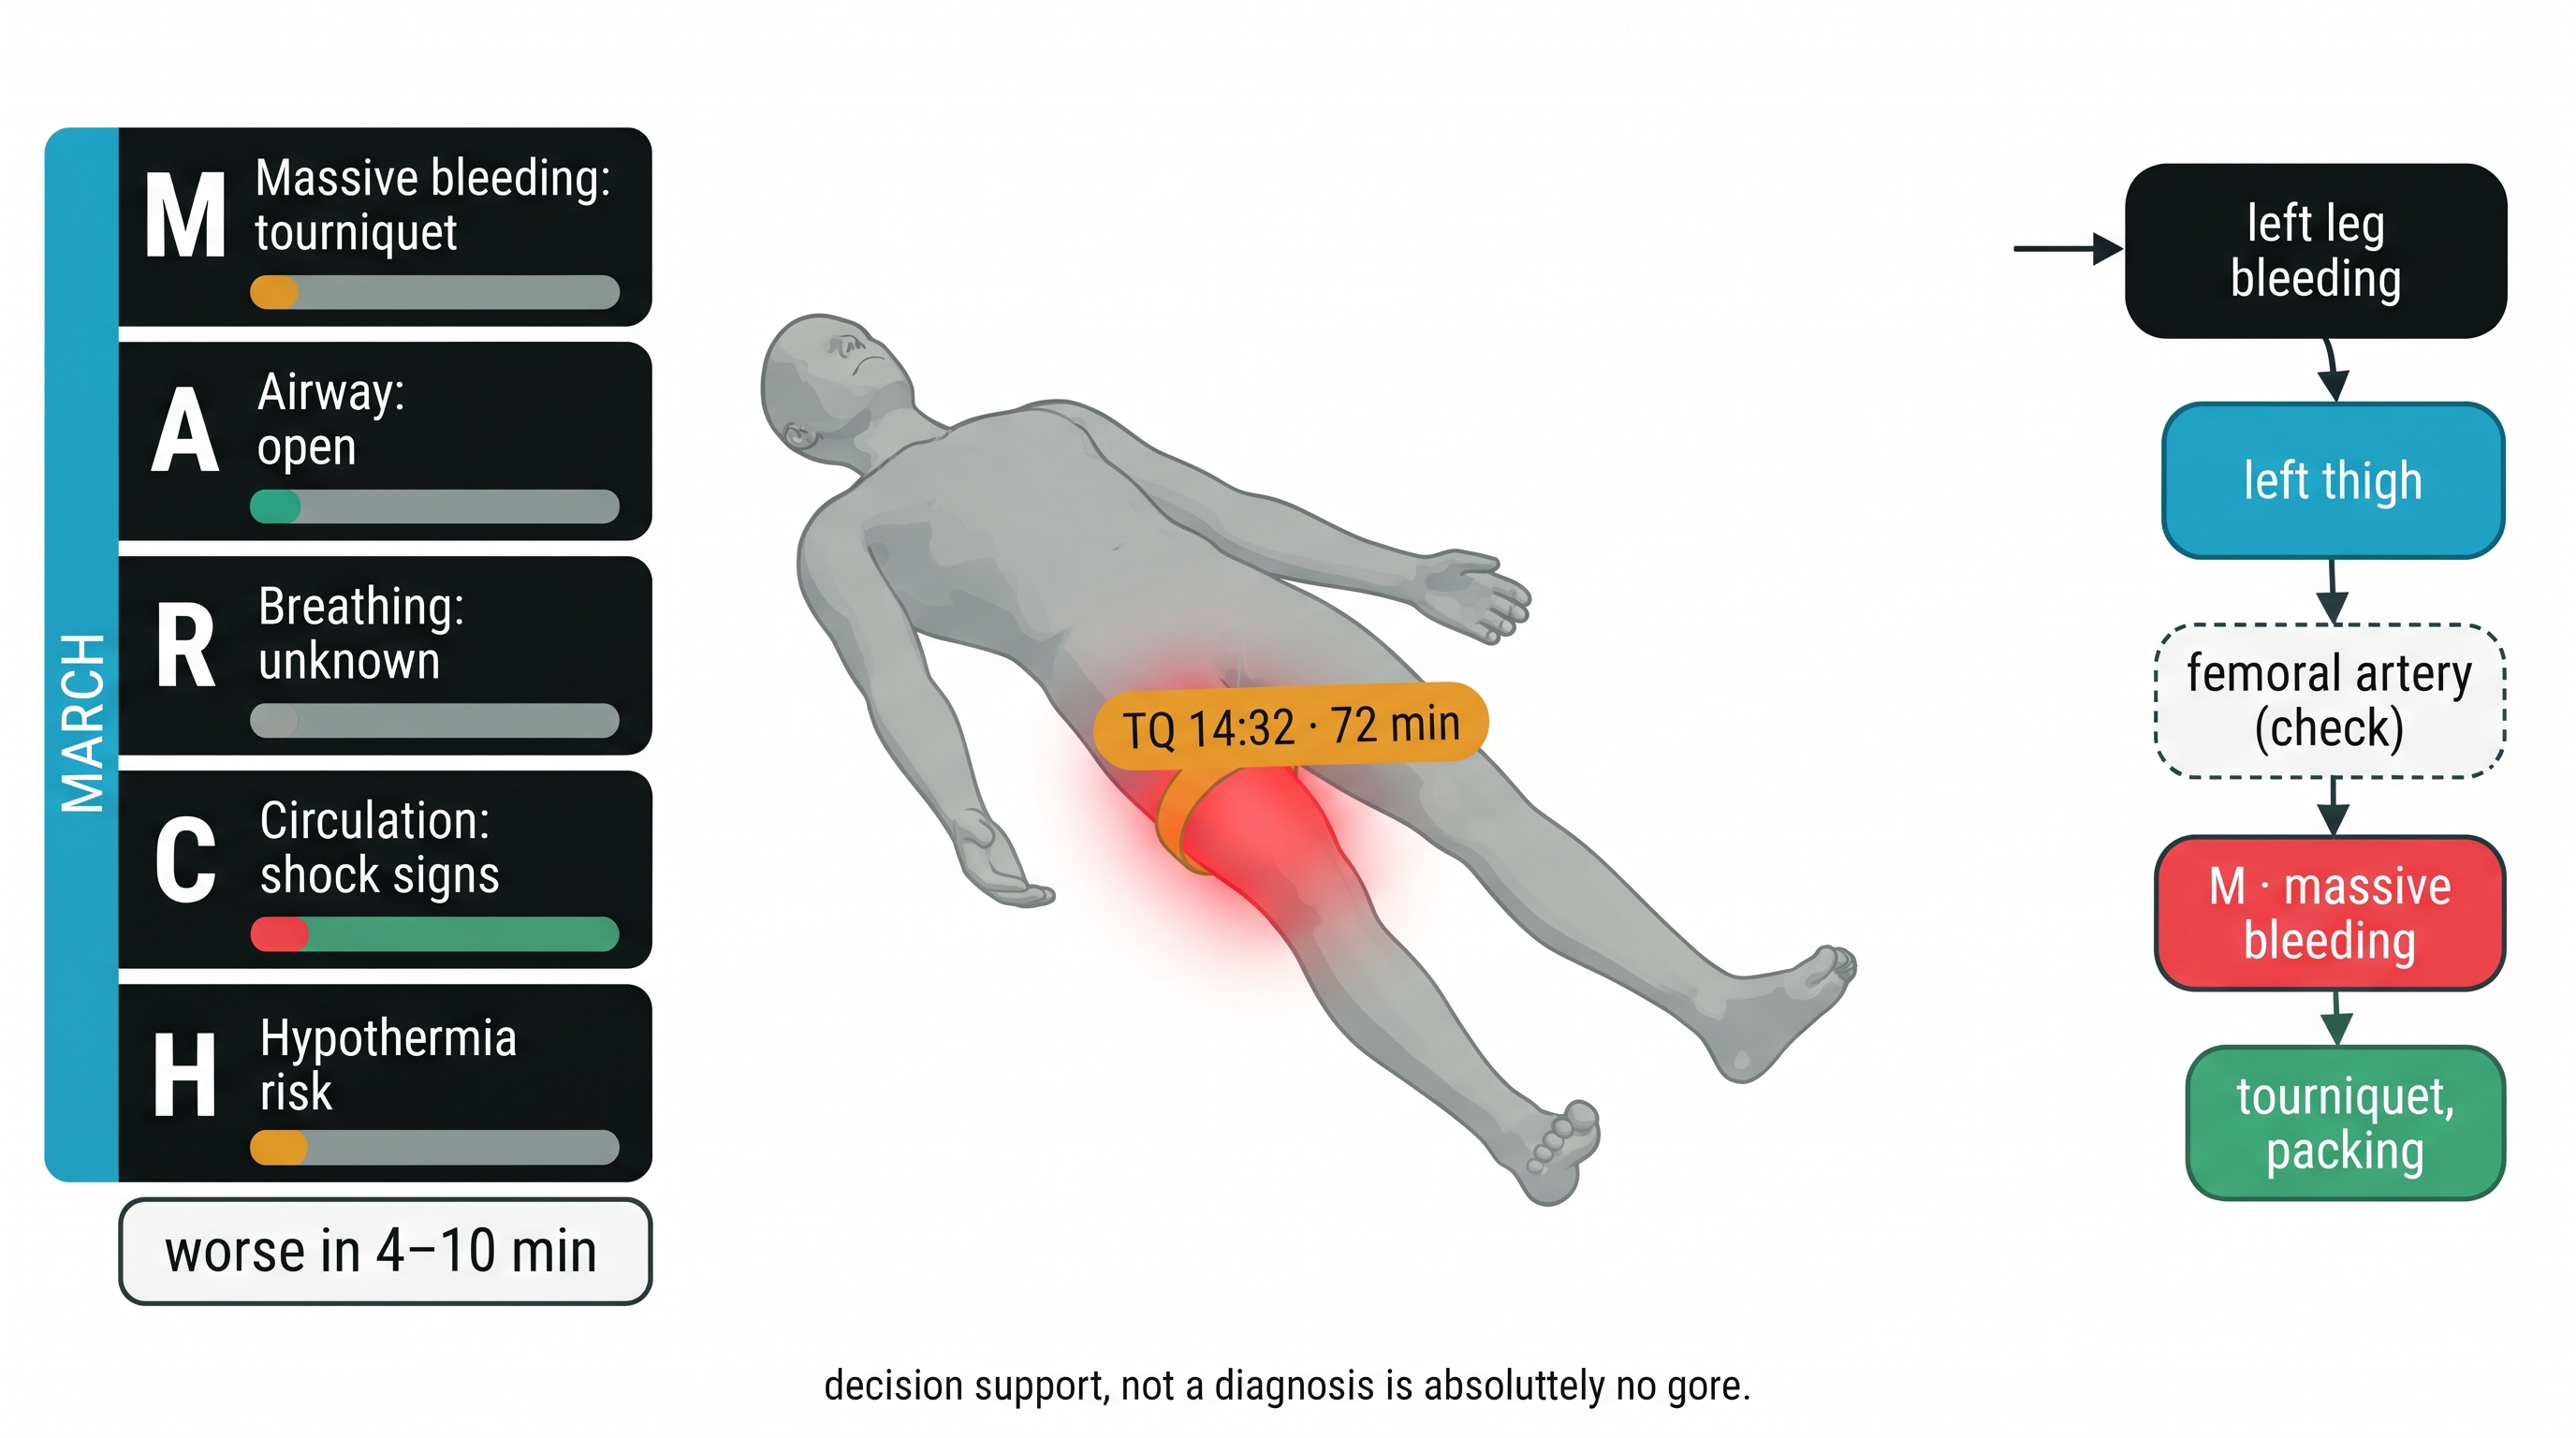 MARCH
M
Massive bleeding:
tourniquet
A
Airway:
open
R
Breathing:
unknown
C
Circulation:
shock signs
H
Hypothermia
risk
worse in 4–10 min
TQ 14:32 · 72 min
left leg
bleeding
left thigh
femoral artery
(check)
M · massive
bleeding
tourniquet,
packing
decision support, not a diagnosis is absoluttely no gore.